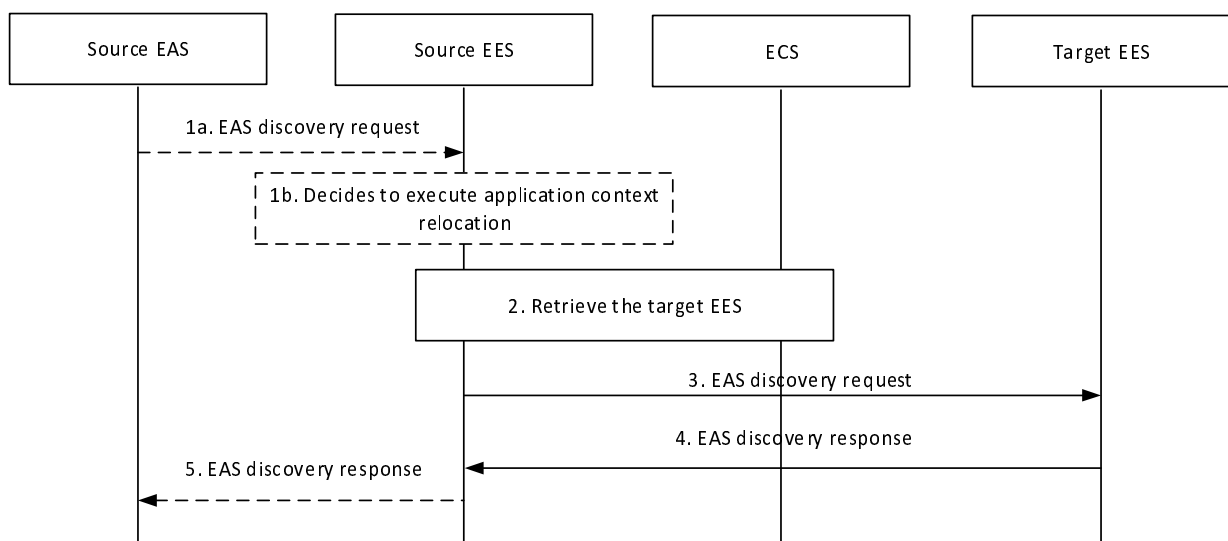 Source EAS
Source EES
ECS
Target EES
1a. EAS discovery request
1b. Decides to execute application context
relocation
2. Retrieve the target EES
3. EAS discovery request
4. EAS discovery response
5. EAS discovery response